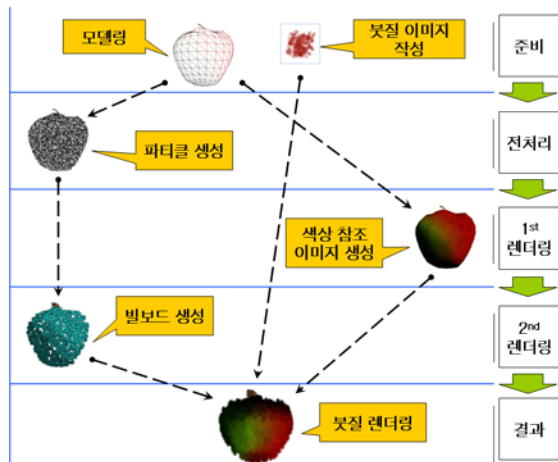 모델링
붓질 이미지
작성
준비
파티클 생성
전처리
색상 참조
이미지 생성
1st
렌더링
빌보드 생성
2nd
렌더링
붓질 렌더링
결과